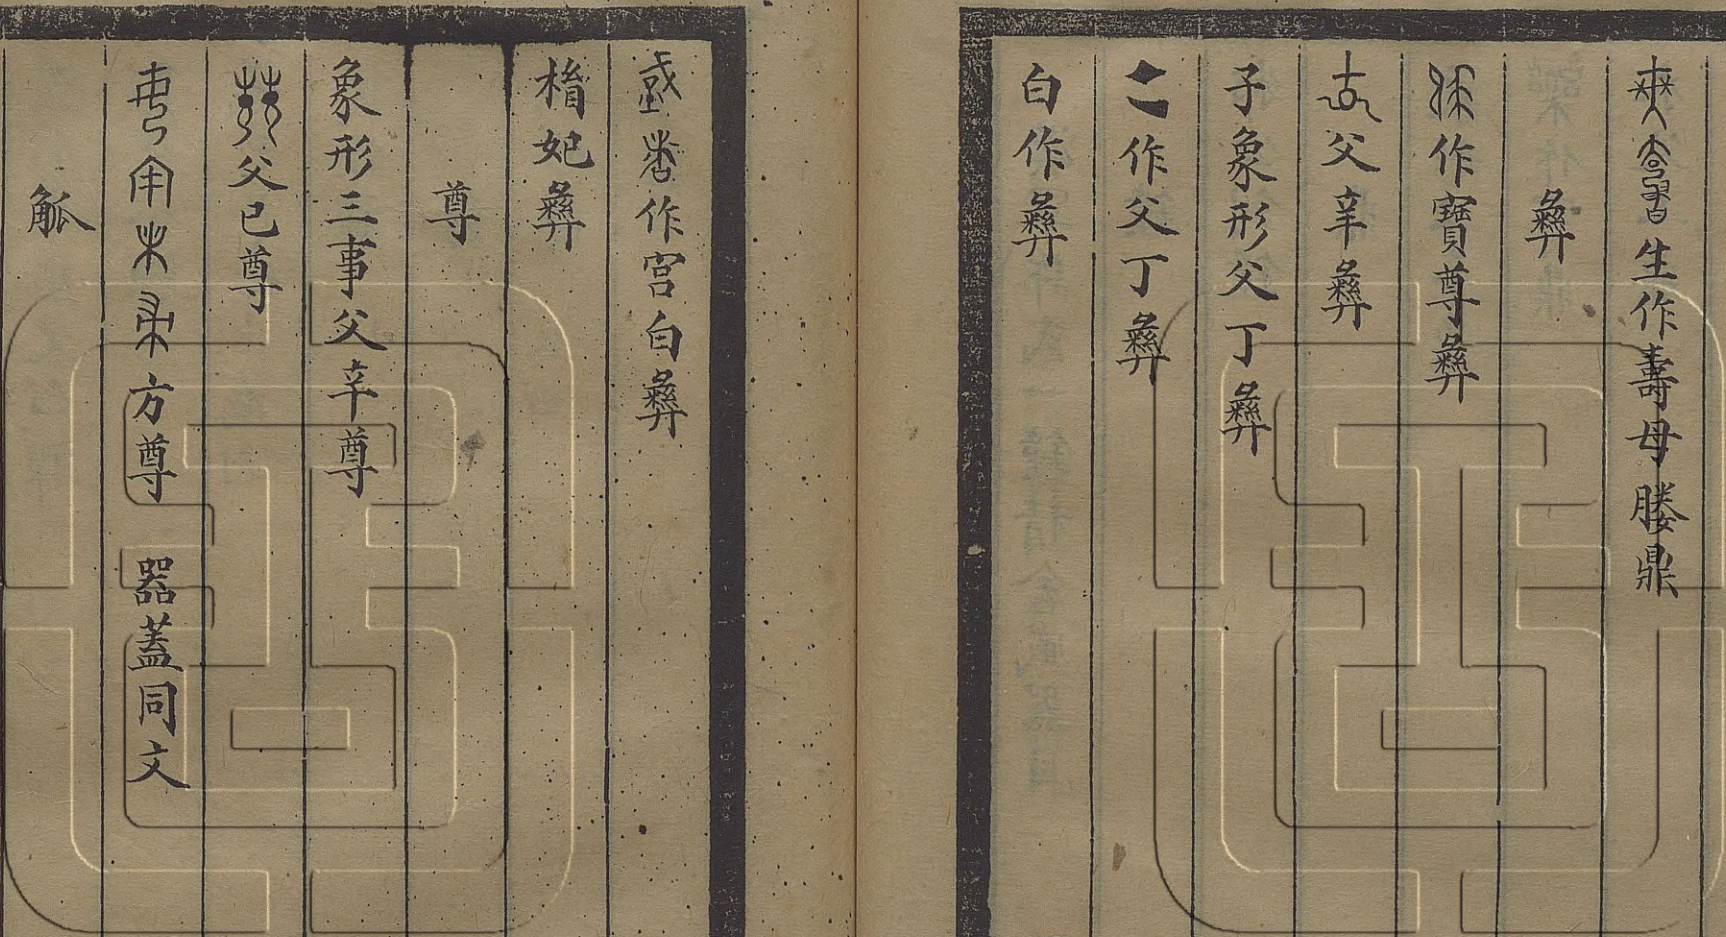 生作壽母媵鼎
彝
作寶尊彝
父辛彝
子象形父丁彝
作父丁彝
白作彝
作宮白彝
妃彝
尊
象形三事父辛尊
父己尊
方尊 器蓋同文
觚